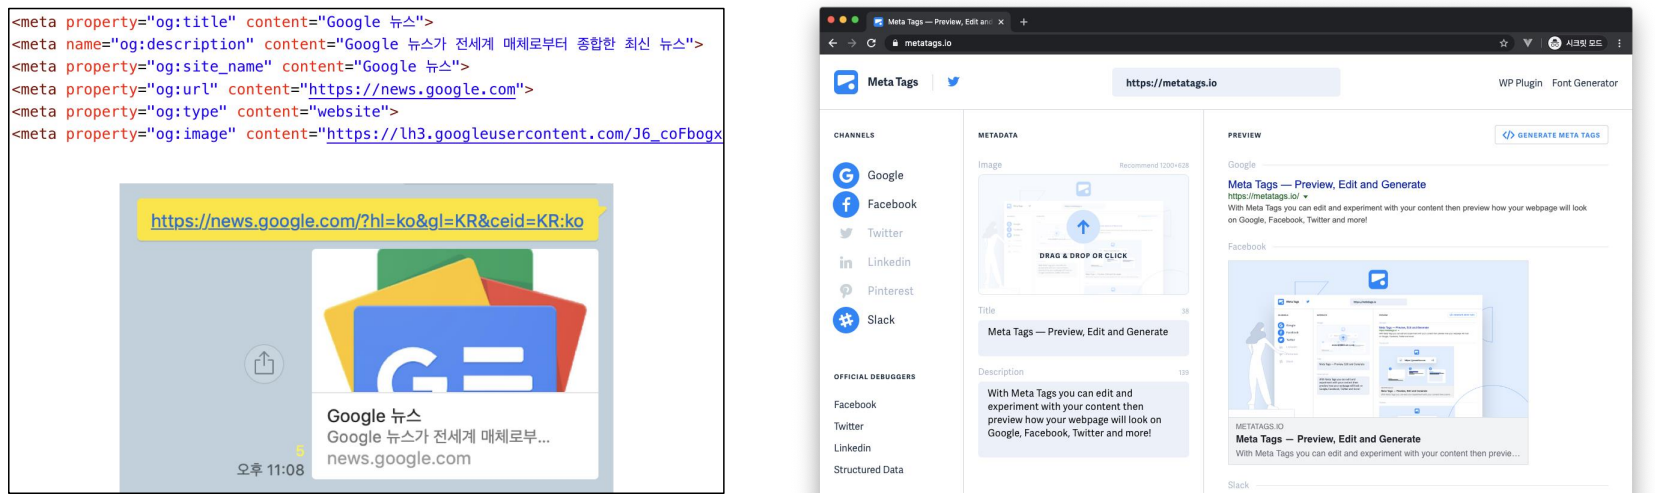 <meta property="og:title" content="Google 뉴스">
<meta name="og:description" content="Google 뉴스가 전세계 매체로부터 종합한 최신 뉴스">
<meta property="og:site_name" content="Google 뉴스">
<meta property="og:url" content="https://news.google.com">
<meta property="og:type" content="website">
<meta property="og:image" content="https://lh3.googleusercontent.com/J6_coFbogx
https://news.google.com/?hl=ko&gl=KR&ceid=KR:ko
Google 뉴스
Google 뉴스가 전세계 매체로부...
news.google.com
5
오후 11:08
Meta Tags — Preview, Edit and
metatags.io
시크릿 모드
Meta Tags
https://metatags.io
WP Plugin Font Generator
CHANNELS
Google
Facebook
Twitter
Linkedin
Pinterest
Slack
OFFICIAL DEBUGGERS
Facebook
Twitter
Linkedin
Structured Data
METADATA
Image Recommend 1200×628
DRAG & DROP OR CLICK
Title 38
Meta Tags — Preview, Edit and Generate
Description 139
With Meta Tags you can edit and
experiment with your content then
preview how your webpage will look on
Google, Facebook, Twitter and more!
PREVIEW
</> GENERATE META TAGS
Google
Meta Tags — Preview, Edit and Generate
https://metatags.io/
With Meta Tags you can edit and experiment with your content then preview how your webpage will look
on Google, Facebook, Twitter and more!
Facebook
METATAGS.IO
Meta Tags — Preview, Edit and Generate
With Meta Tags you can edit and experiment with your content then previe...
Slack